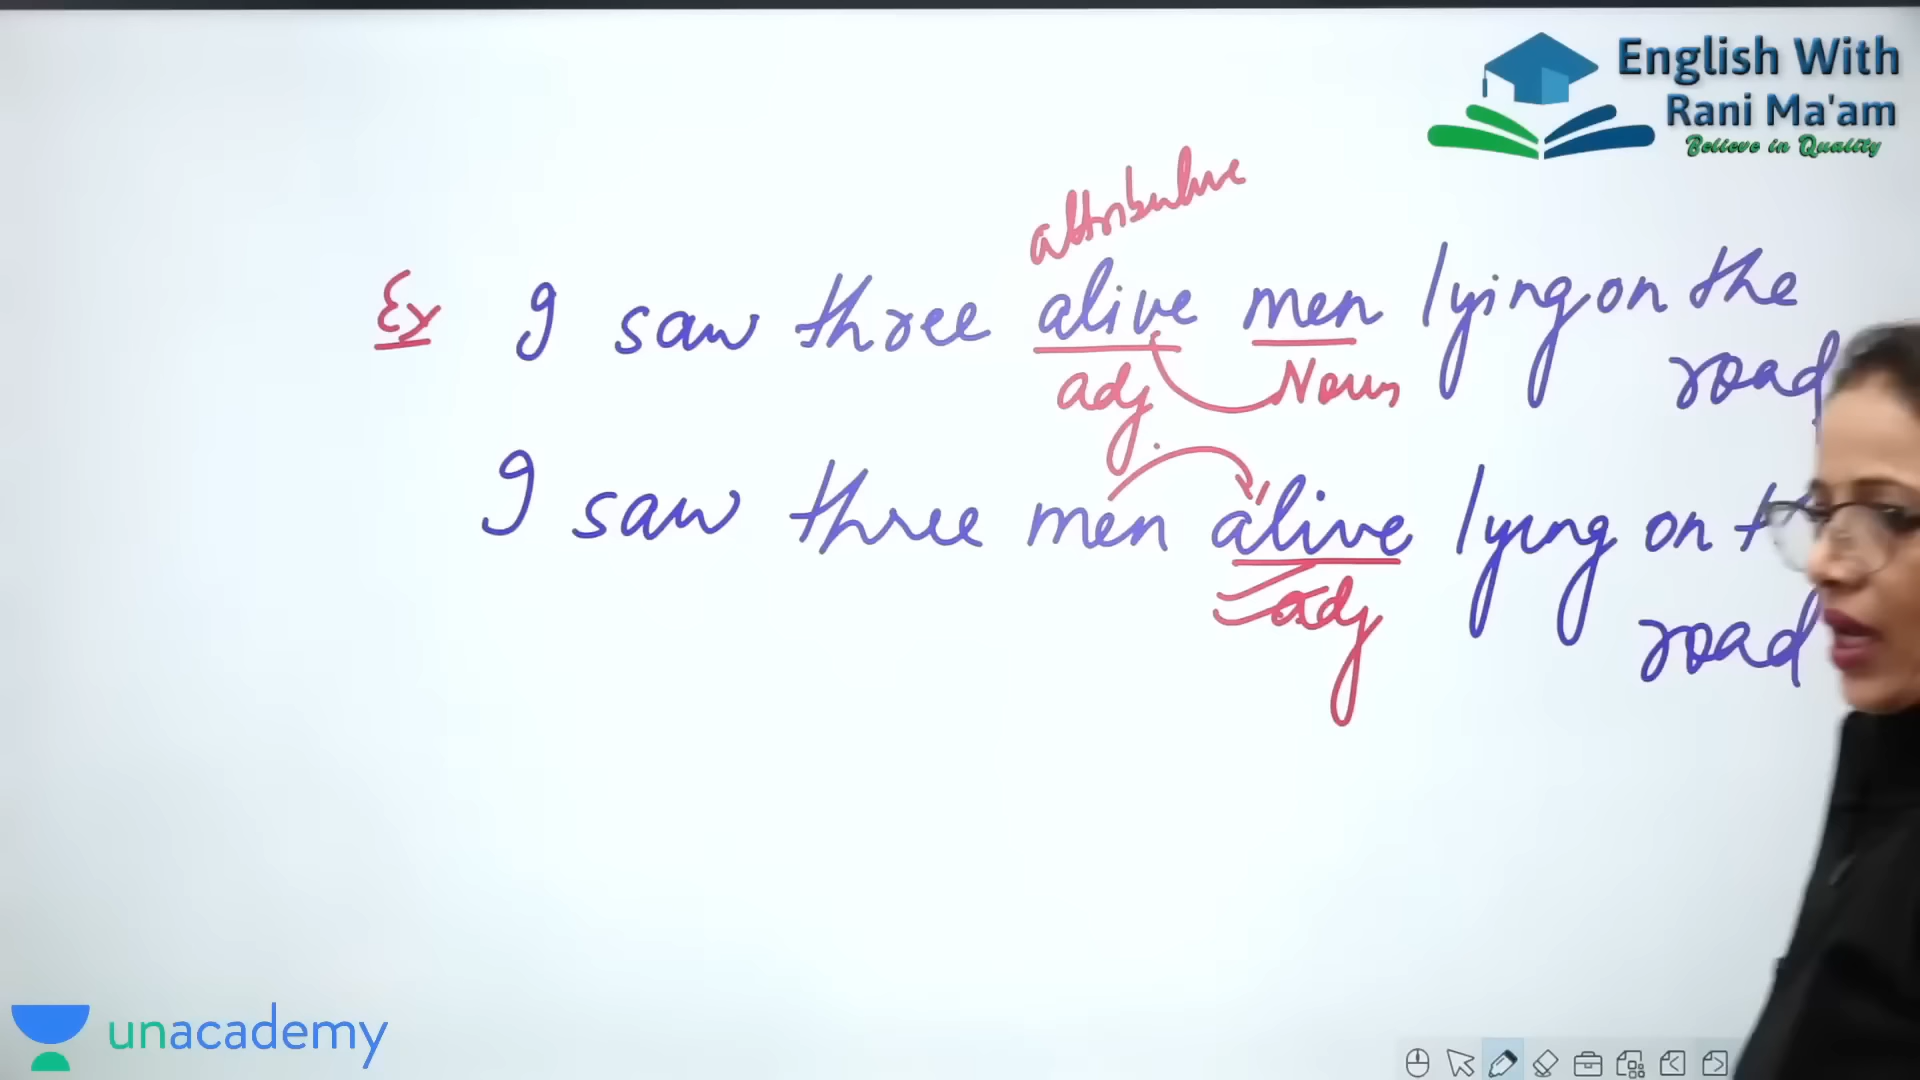 English With
Rani Ma'am
Believe in Quality
attributive
Ex I saw three alive men lying on the
road
adj. Noun
I saw three men alive lying on
road
adj
unacademy